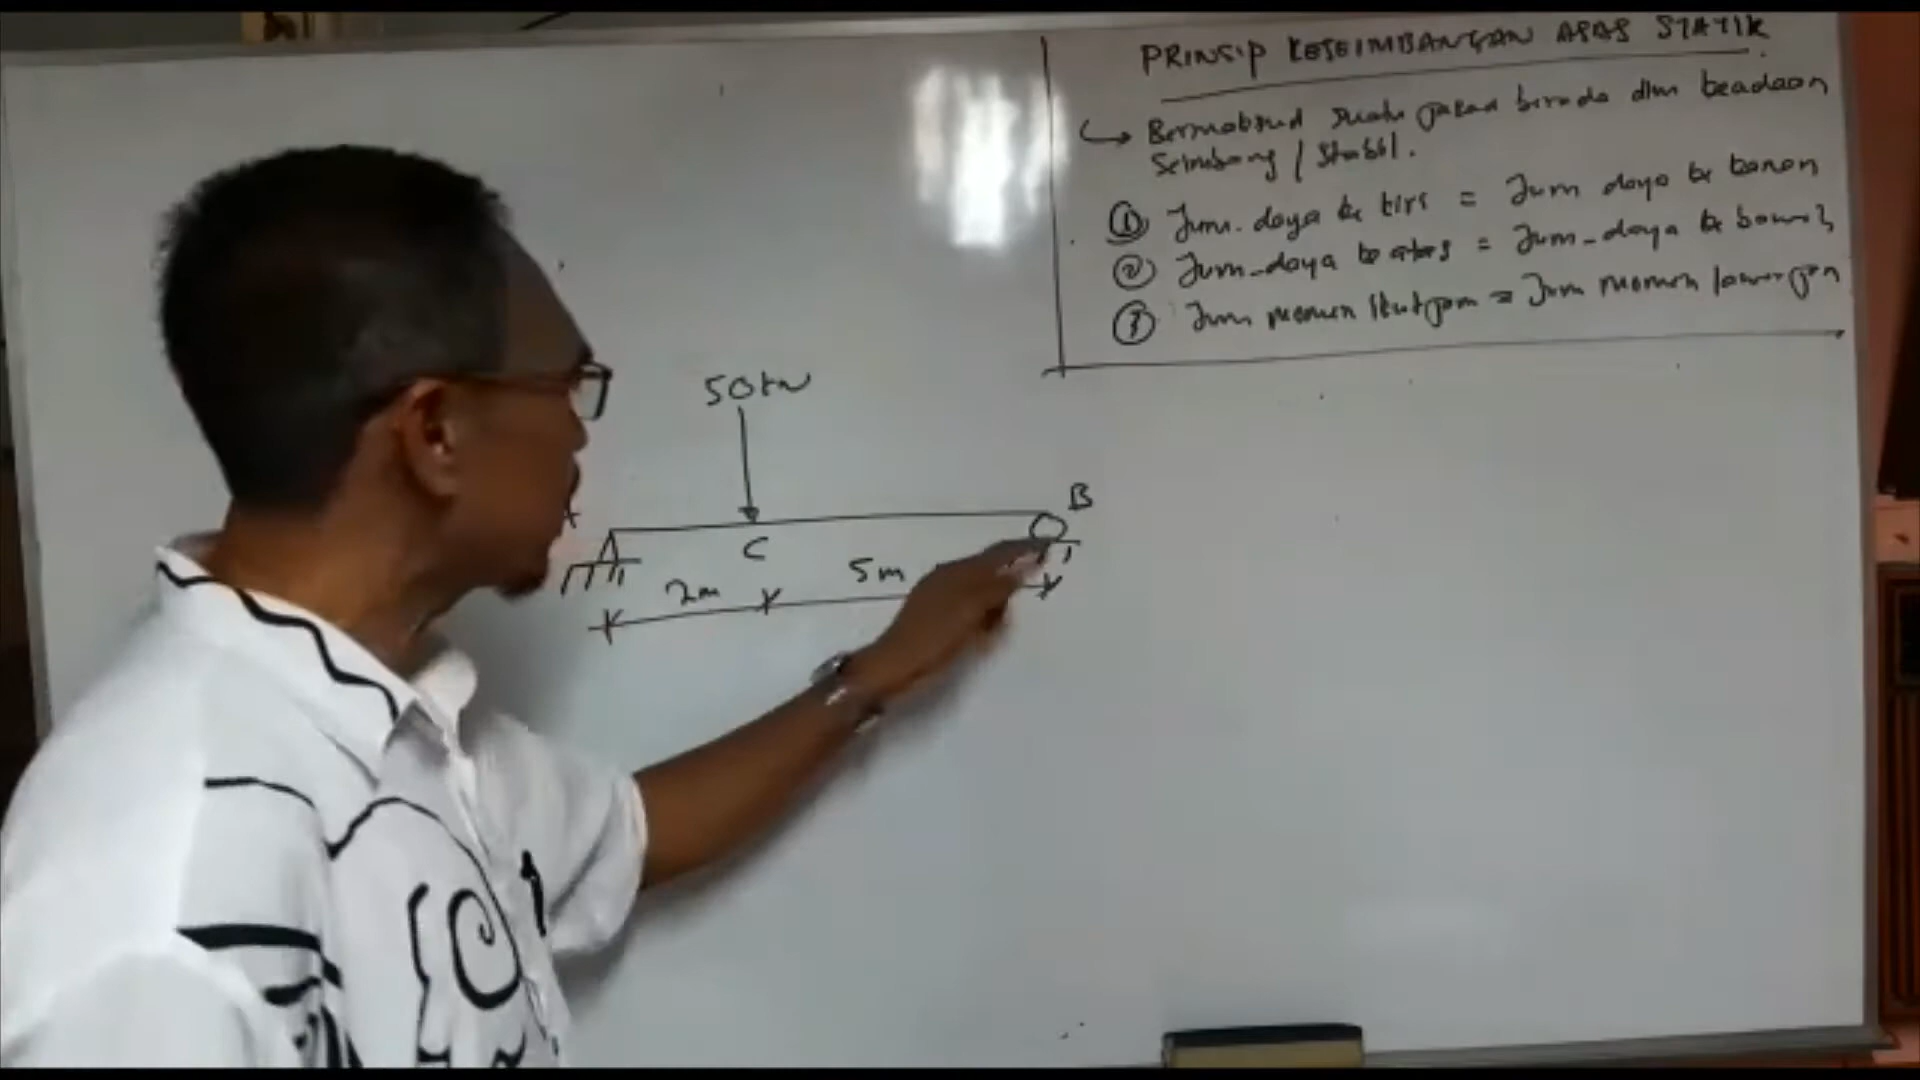 PRINSIP KESEIMBANGAN ASAS STATIK
Bermaksud suatu jasad berada dlm keadaan
Seimbang / Stabil.
① Jum. daya ke kiri = Jum daya ke kanan
② Jum. daya ke atas = Jum. daya ke bawah
③ Jum momen ikut jam = Jum momen lawan jam
50kN
B
C
2m
5m